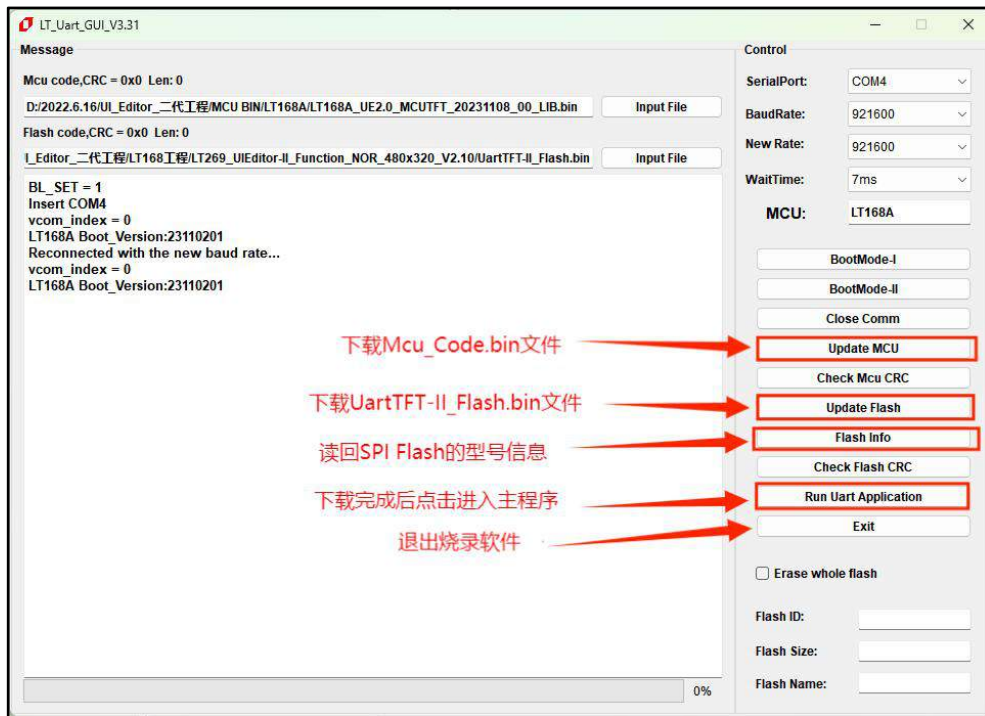 LT_Uart_GUI_V3.31
Message
Mcu code,CRC = 0x0  Len: 0
D:/2022.6.16/UI_Editor_二代工程/MCU BIN/LT168A/LT168A_UE2.0_MCUTFT_20231108_00_LIB.bin
Input File
Flash code,CRC = 0x0  Len: 0
I_Editor_二代工程/LT168工程/LT269_UIEditor-II_Function_NOR_480x320_V2.10/UartTFT-II_Flash.bin
Input File
BL_SET = 1
Insert COM4
vcom_index = 0
LT168A Boot_Version:23110201
Reconnected with the new baud rate...
vcom_index = 0
LT168A Boot_Version:23110201
下载Mcu_Code.bin文件
下载UartTFT-II_Flash.bin文件
读回SPI Flash的型号信息
下载完成后点击进入主程序
退出烧录软件
0%
Control
SerialPort: COM4
BaudRate: 921600
New Rate: 921600
WaitTime: 7ms
MCU: LT168A
BootMode-I
BootMode-II
Close Comm
Update MCU
Check Mcu CRC
Update Flash
Flash Info
Check Flash CRC
Run Uart Application
Exit
Erase whole flash
Flash ID:
Flash Size:
Flash Name: